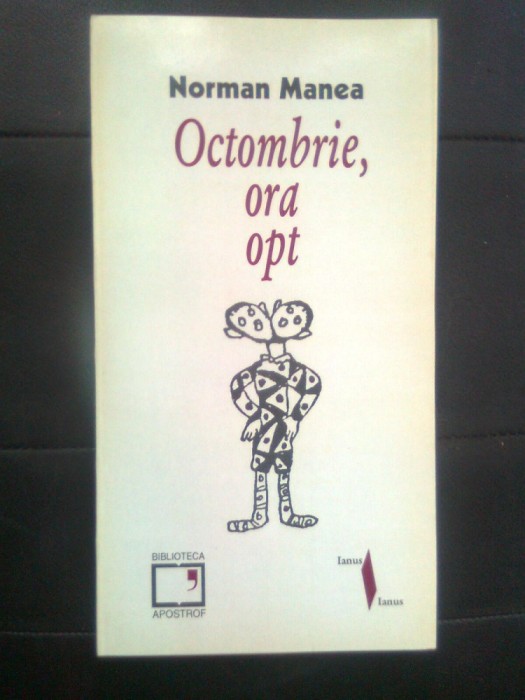 Norman Manea
Octombrie,
ora
opt
BIBLIOTECA
APOSTROF
Ianus
Ianus